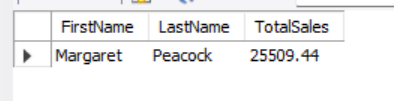 FirstName LastName TotalSales
Margaret Peacock 25509.44